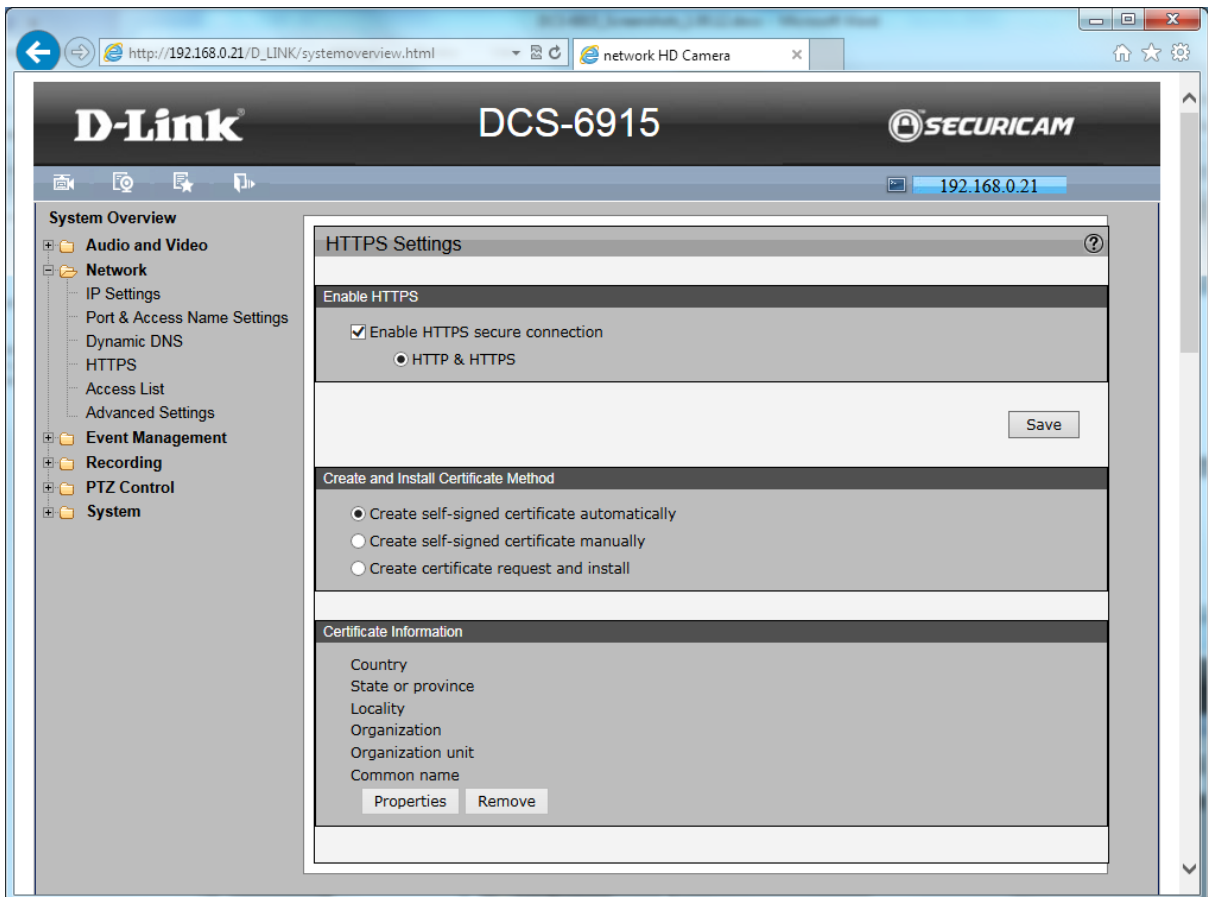 http://192.168.0.21/D_LINK/systemoverview.html
network HD Camera
D-Link
DCS-6915
SECURICAM
192.168.0.21
System Overview
Audio and Video
Network
IP Settings
Port & Access Name Settings
Dynamic DNS
HTTPS
Access List
Advanced Settings
Event Management
Recording
PTZ Control
System
HTTPS Settings
Enable HTTPS
Enable HTTPS secure connection
HTTP & HTTPS
Save
Create and Install Certificate Method
Create self-signed certificate automatically
Create self-signed certificate manually
Create certificate request and install
Certificate Information
Country
State or province
Locality
Organization
Organization unit
Common name
Properties Remove